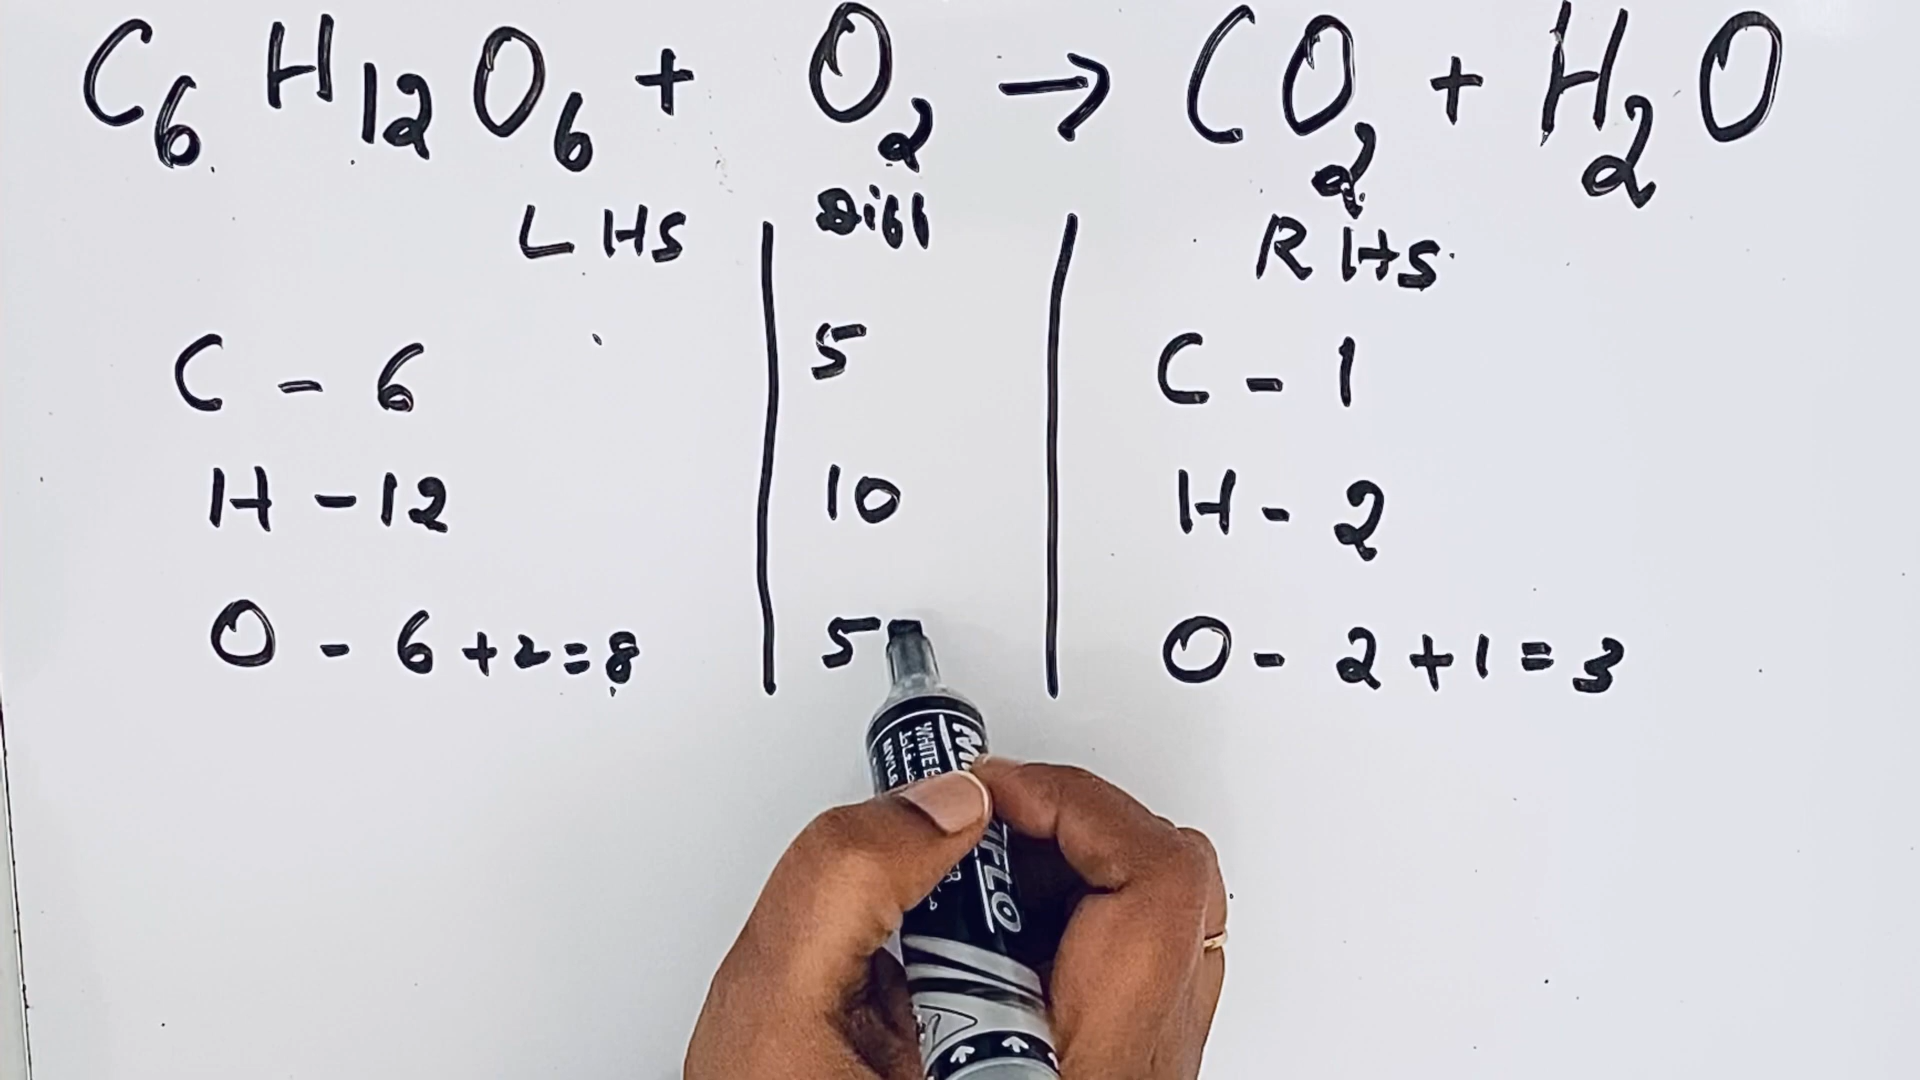 C₆H₁₂O₆ + O₂ → CO₂ + H₂O
LHS Diff RHS
C - 6 5 C - 1
H - 12 10 H - 2
O - 6 + 2 = 8 5 O - 2 + 1 = 3